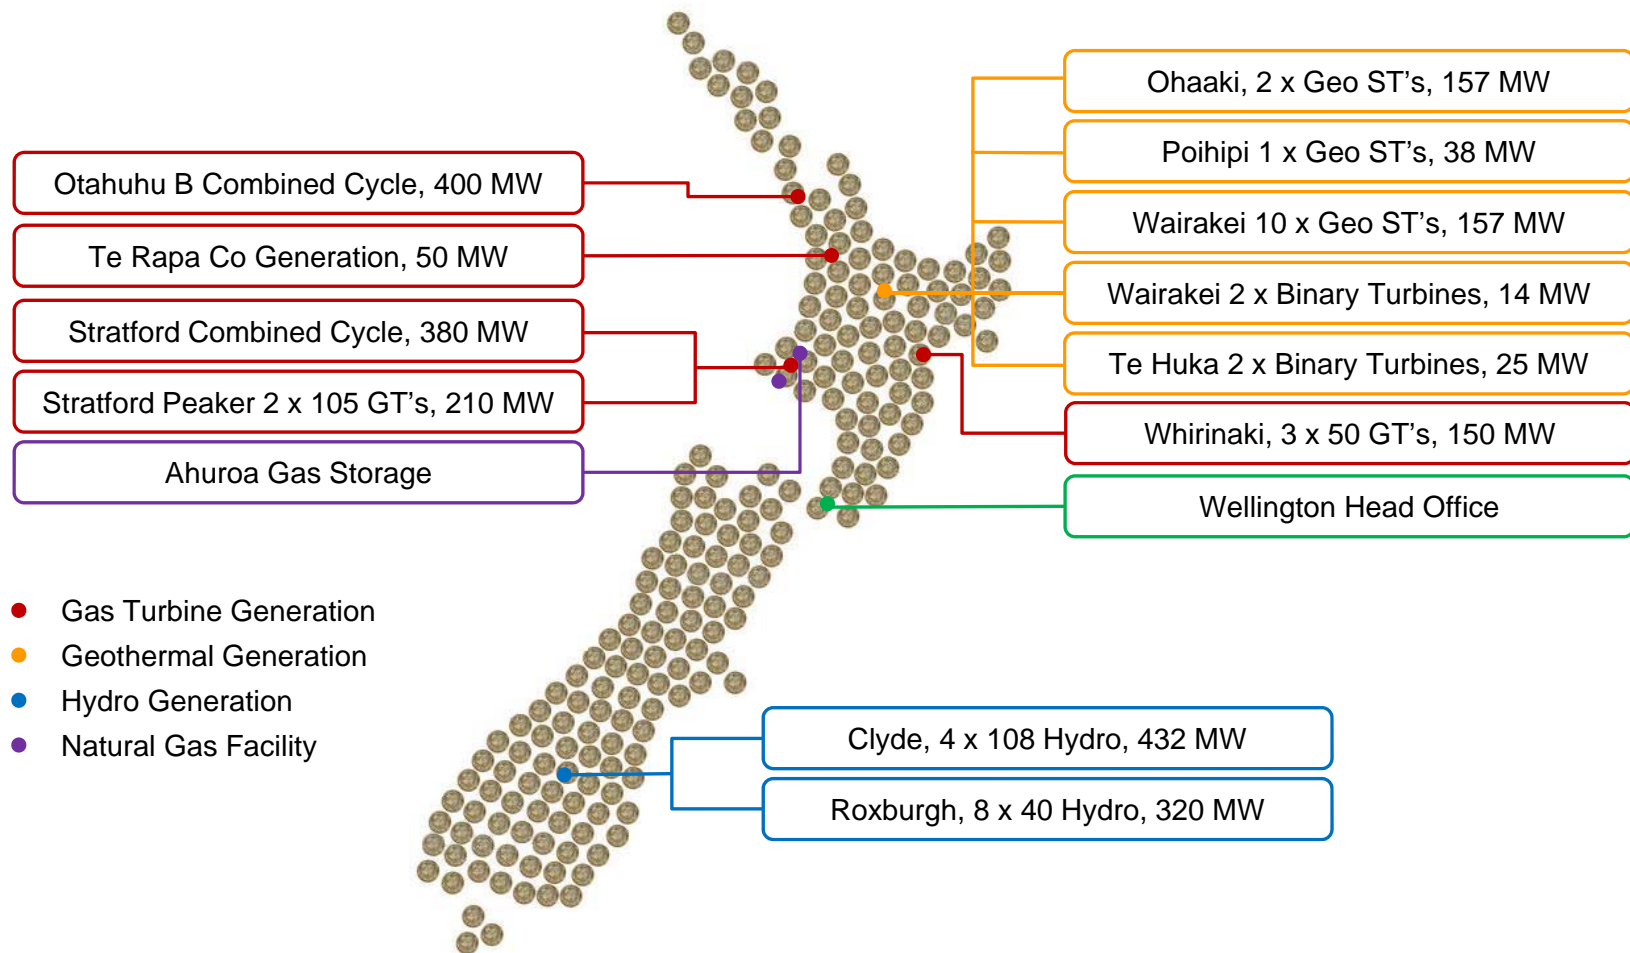 Otahuhu B Combined Cycle, 400 MW
Te Rapa Co Generation, 50 MW
Stratford Combined Cycle, 380 MW
Stratford Peaker 2 x 105 GT’s, 210 MW
Ahuroa Gas Storage
Ohaaki, 2 x Geo ST’s, 157 MW
Poihipi 1 x Geo ST’s, 38 MW
Wairakei 10 x Geo ST’s, 157 MW
Wairakei 2 x Binary Turbines, 14 MW
Te Huka 2 x Binary Turbines, 25 MW
Whirinaki, 3 x 50 GT’s, 150 MW
Wellington Head Office
Gas Turbine Generation
Geothermal Generation
Hydro Generation
Natural Gas Facility
Clyde, 4 x 108 Hydro, 432 MW
Roxburgh, 8 x 40 Hydro, 320 MW